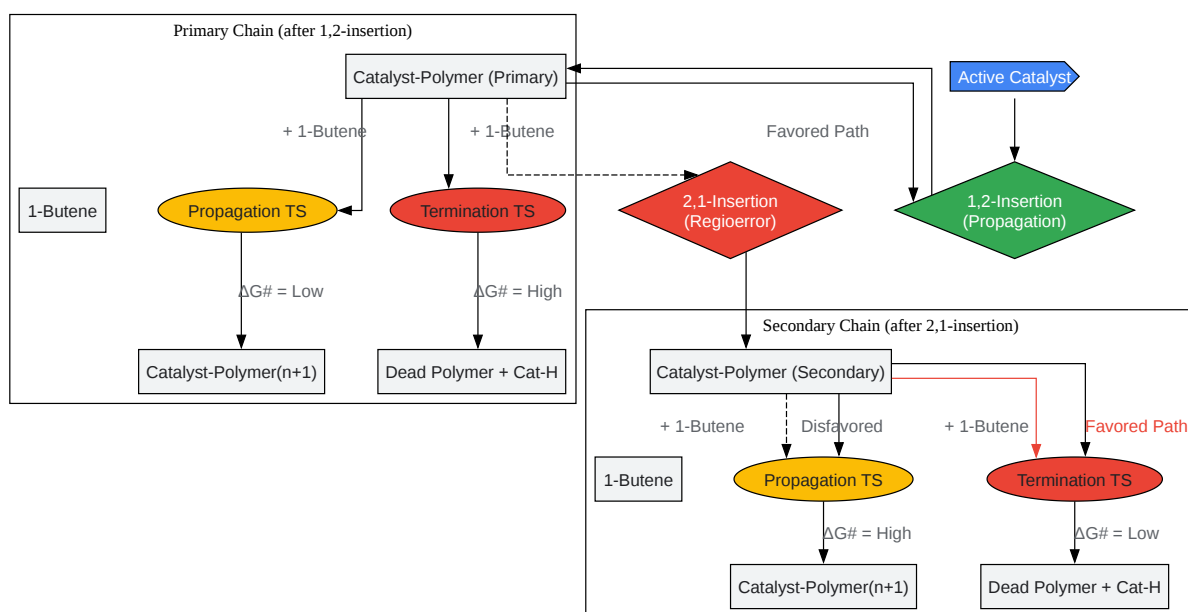 Primary Chain (after 1,2-insertion)
Catalyst-Polymer (Primary)
Active Catalyst
+ 1-Butene
+ 1-Butene
Favored Path
1-Butene
Propagation TS
Termination TS
2,1-Insertion
(Regioerror)
1,2-Insertion
(Propagation)
ΔG# = Low
ΔG# = High
Catalyst-Polymer(n+1)
Dead Polymer + Cat-H
Secondary Chain (after 2,1-insertion)
Catalyst-Polymer (Secondary)
+ 1-Butene
Disfavored
+ 1-Butene
Favored Path
1-Butene
Propagation TS
Termination TS
ΔG# = High
ΔG# = Low
Catalyst-Polymer(n+1)
Dead Polymer + Cat-H